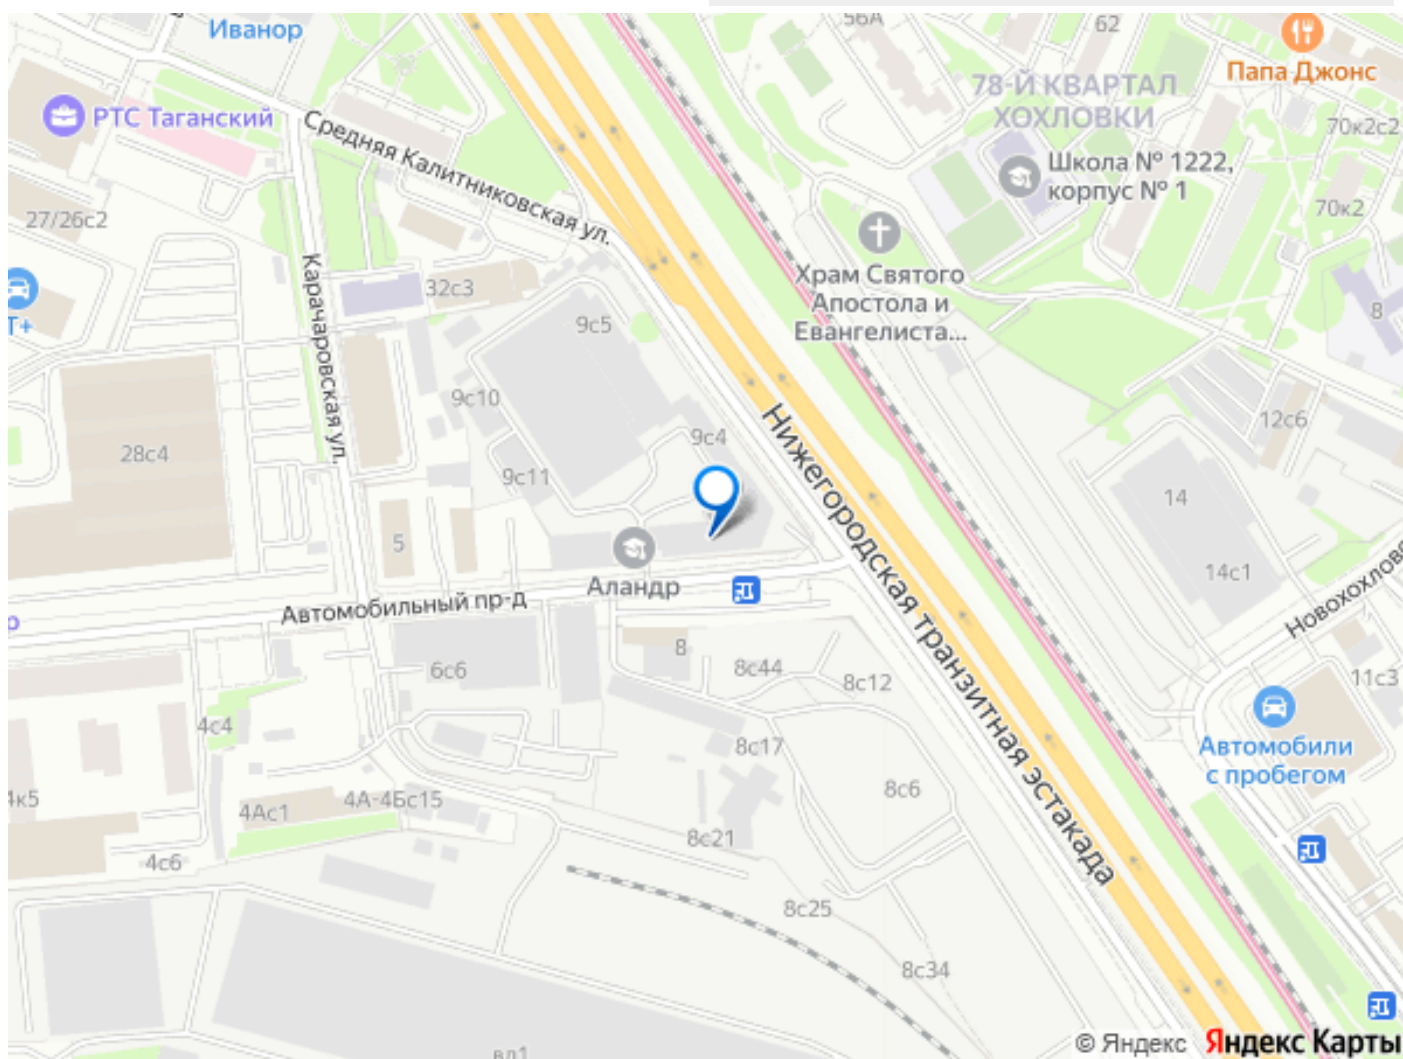 56А
62
Иванор
Папа Джонс
78-Й КВАРТАЛ
ХОХЛОВКИ
РТС Таганский
70к2с2
Средняя Калитниковская ул.
Школа № 1222,
корпус № 1
27/26с2
70к2
Карачаровская ул.
Храм Святого
Апостола и
Евангелиста...
32с3
8
Т+
9с5
9с10
12с6
9с4
28с4
9с11
14
Нижегородская транзитная эстакада
5
14с1
Аландр
Автомобильный пр-д
Новохохловс
р
8
6с6
8с44
8с12
11с3
4с4
8с17
Автомобили
с пробегом
4к5
4Ас1
4А-4Бс15
8с6
8с21
4с6
8с25
8с34
вл1
© Яндекс
Яндекс Карты